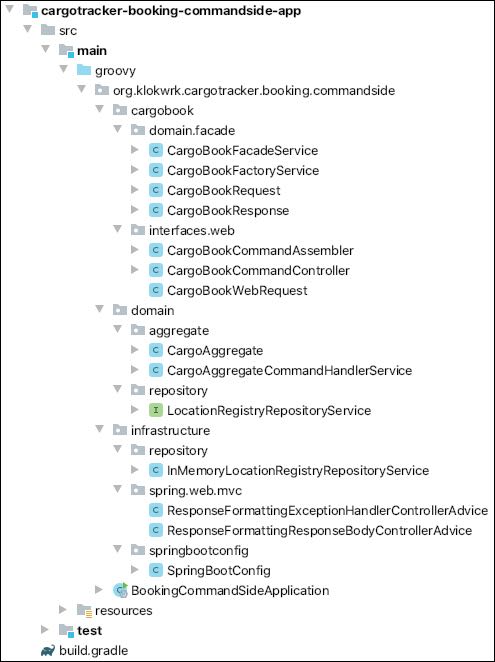 cargotracker-booking-commandside-app
src
main
groovy
org.klokwrk.cargotracker.booking.commandside
cargobook
domain.facade
CargoBookFacadeService
CargoBookFactoryService
CargoBookRequest
CargoBookResponse
interfaces.web
CargoBookCommandAssembler
CargoBookCommandController
CargoBookWebRequest
domain
aggregate
CargoAggregate
CargoAggregateCommandHandlerService
repository
LocationRegistryRepositoryService
infrastructure
repository
InMemoryLocationRegistryRepositoryService
spring.web.mvc
ResponseFormattingExceptionHandlerControllerAdvice
ResponseFormattingResponseBodyControllerAdvice
springbootconfig
SpringBootConfig
BookingCommandSideApplication
resources
test
build.gradle